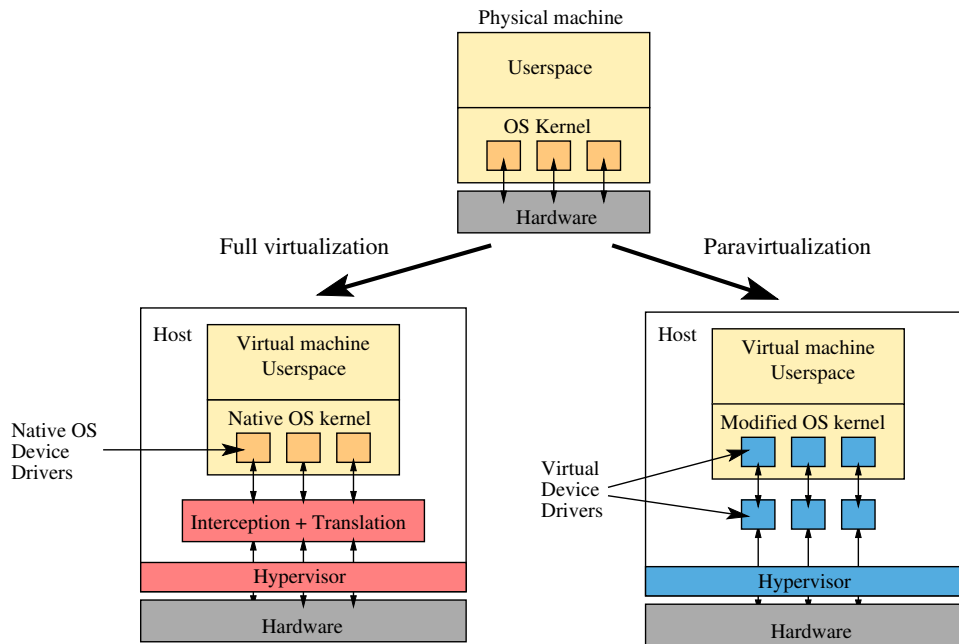 Physical machine
Userspace
OS Kernel
Hardware
Full virtualization
Paravirtualization
Host
Virtual machine
Userspace
Native OS kernel
Native OS
Device
Drivers
Interception + Translation
Hypervisor
Hardware
Host
Virtual machine
Userspace
Modified OS kernel
Virtual
Device
Drivers
Hypervisor
Hardware